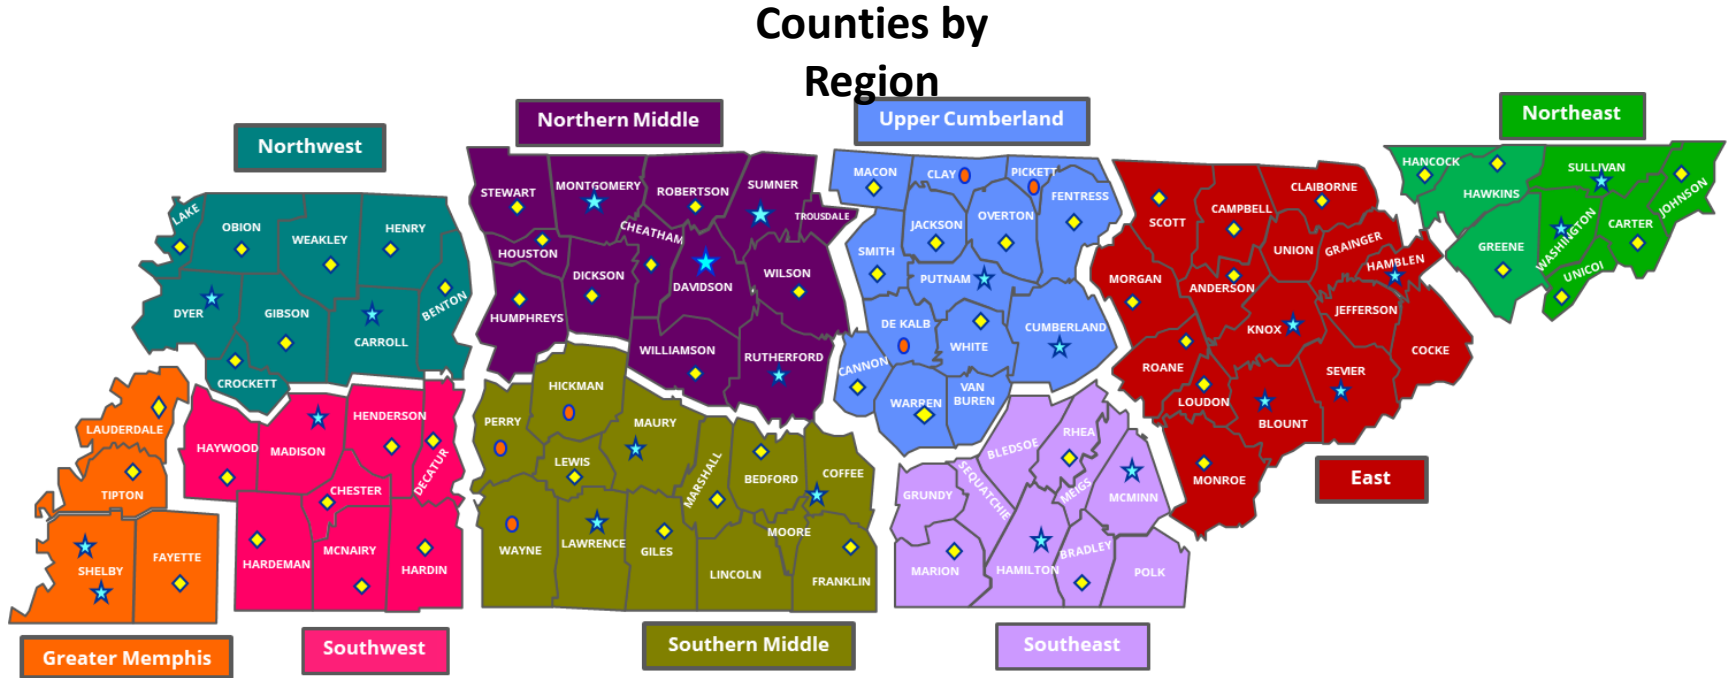 Counties by
Region
Northwest
Northern Middle
Upper Cumberland
Northeast
LAKE
OBION
WEAKLEY
HENRY
BENTON
DYER
GIBSON
CARROLL
CROCKETT
STEWART
MONTGOMERY
ROBERTSON
SUMNER
TROUSDALE
HOUSTON
CHEATHAM
DICKSON
DAVIDSON
WILSON
HUMPHREYS
WILLIAMSON
RUTHERFORD
MACON
CLAY
PICKETT
FENTRESS
JACKSON
OVERTON
SMITH
PUTNAM
DE KALB
WHITE
CUMBERLAND
CANNON
WARREN
VAN
BUREN
SCOTT
CAMPBELL
CLAIBORNE
UNION
GRAINGER
HAMBLEN
MORGAN
ANDERSON
KNOX
JEFFERSON
COCKE
ROANE
LOUDON
BLOUNT
SEVIER
MONROE
East
HANCOCK
HAWKINS
SULLIVAN
JOHNSON
GREENE
WASHINGTON
CARTER
UNICOI
LAUDERDALE
TIPTON
SHELBY
FAYETTE
Greater Memphis
HAYWOOD
MADISON
HENDERSON
DECATUR
CHESTER
HARDEMAN
MCNAIRY
HARDIN
Southwest
PERRY
HICKMAN
LEWIS
MAURY
MARSHALL
BEDFORD
COFFEE
WAYNE
LAWRENCE
GILES
LINCOLN
MOORE
FRANKLIN
Southern Middle
GRUNDY
SEQUATCHIE
BLEDSOE
RHEA
MEIGS
MCMINN
MARION
HAMILTON
BRADLEY
POLK
Southeast